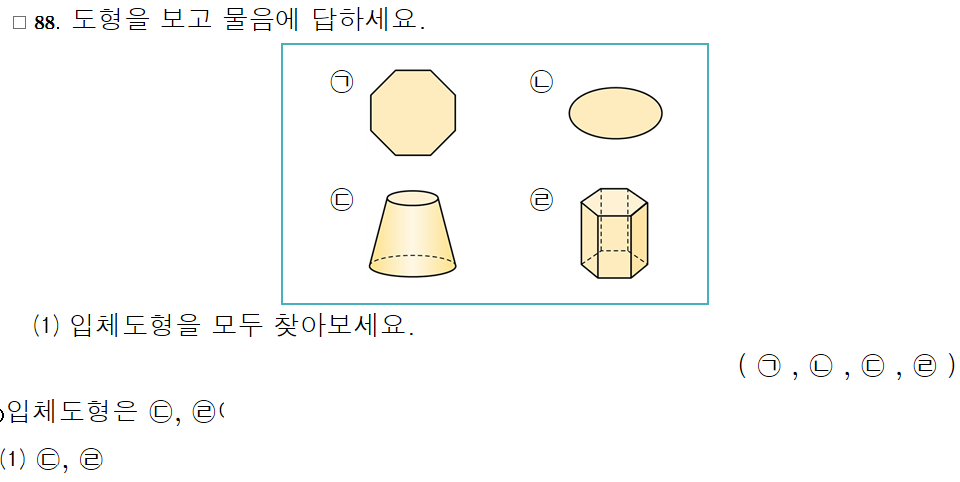 □ 88. 도형을 보고 물음에 답하세요.
㉠ ㉡
㉢ ㉣
(1) 입체도형을 모두 찾아보세요.
( ㉠ , ㉡ , ㉢ , ㉣ )
입체도형은 ㉢, ㉣
(1) ㉢, ㉣